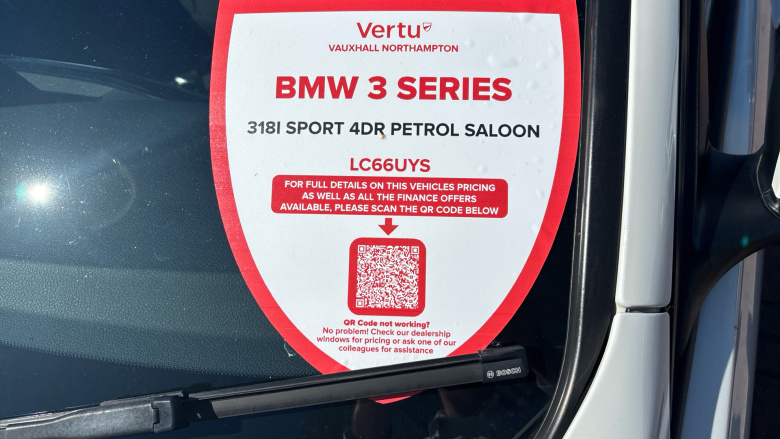 Vertu
VAUXHALL NORTHAMPTON
BMW 3 SERIES
318I SPORT 4DR PETROL SALOON
LC66UYS
FOR FULL DETAILS ON THIS VEHICLES PRICING
AS WELL AS ALL THE FINANCE OFFERS
AVAILABLE, PLEASE SCAN THE QR CODE BELOW
QR Code not working?
No problem! Check our dealership
windows for pricing or ask one of our
colleagues for assistance
BOSCH